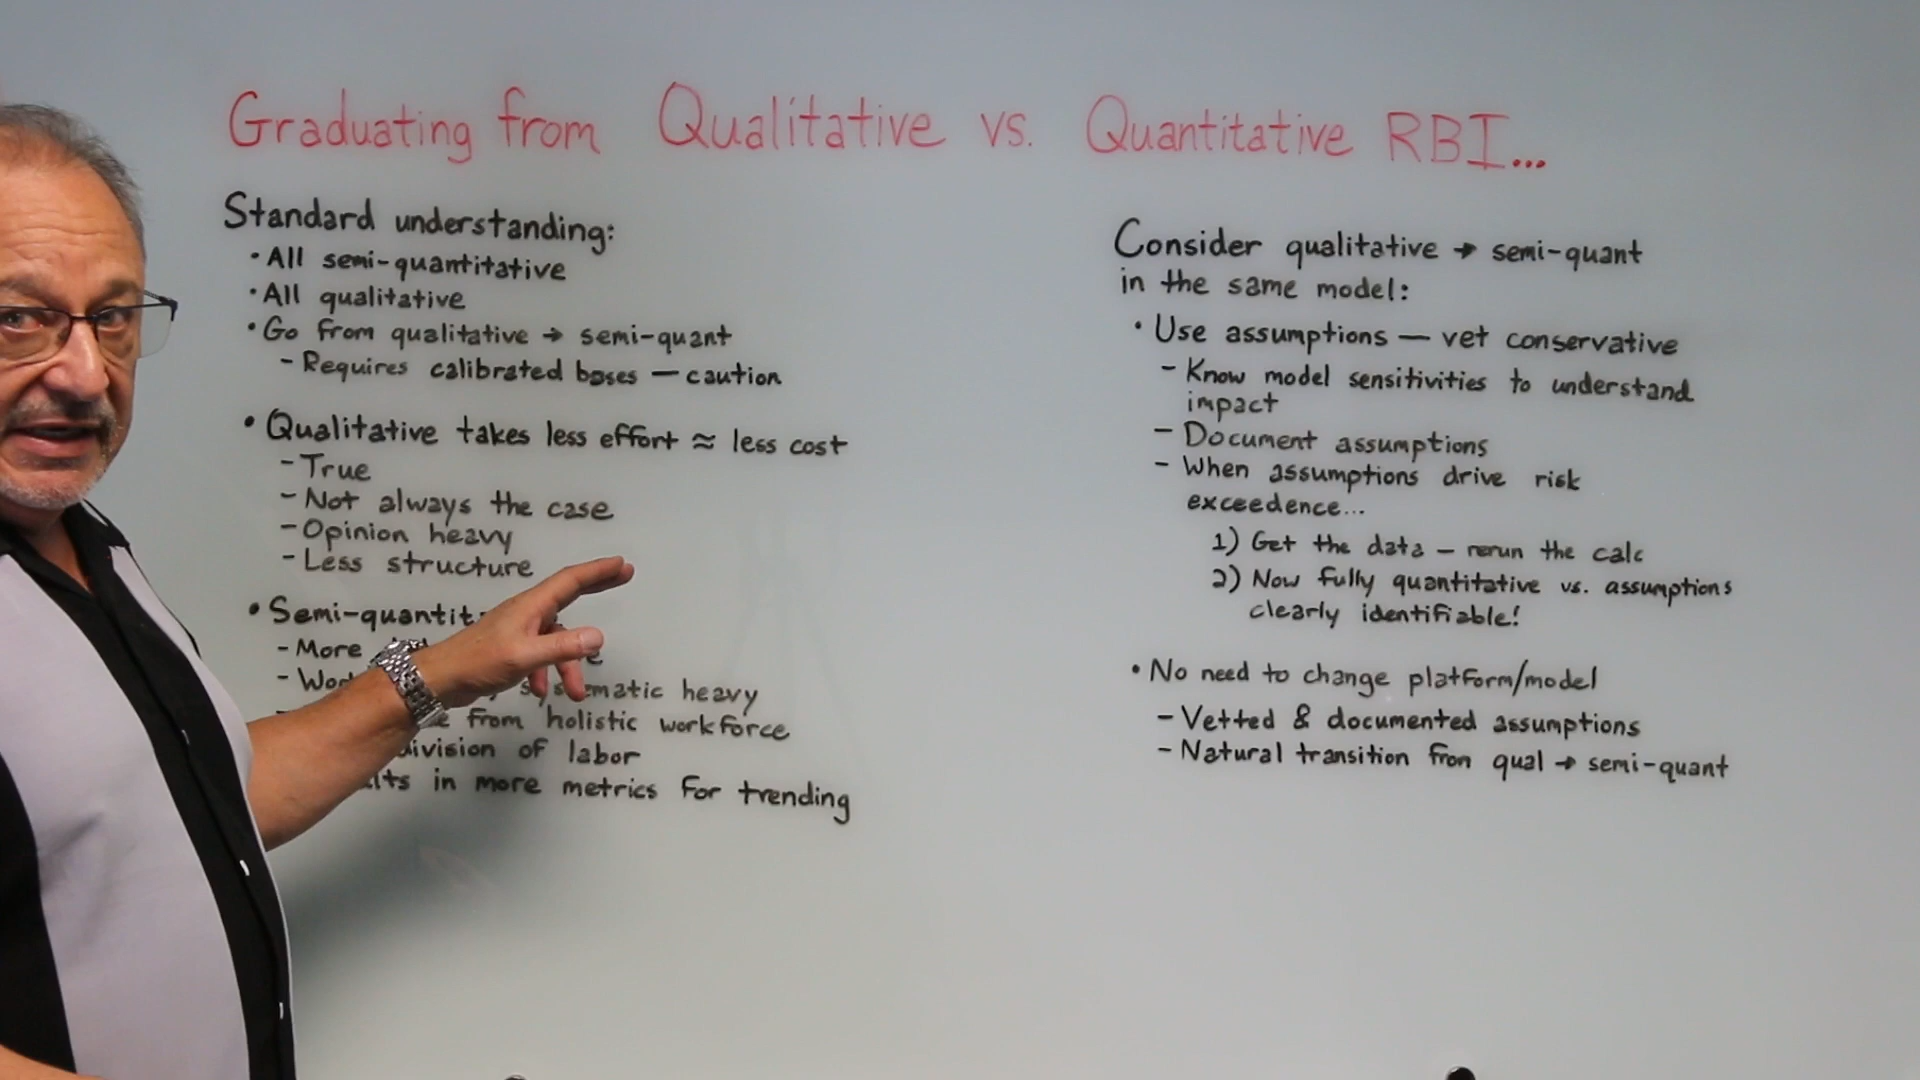 Graduating from Qualitative vs. Quantitative RBI...
Standard understanding:
• All semi-quantitative
• All qualitative
• Go from qualitative → semi-quant
- Requires calibrated bases — caution
• Qualitative takes less effort ≈ less cost
- True
- Not always the case
- Opinion heavy
- Less structure
• Semi-quantit
- More
- matic heavy
from holistic workforce
division of labor
in more metrics for trending
Consider qualitative → semi-quant
in the same model:
• Use assumptions — vet conservative
- Know model sensitivities to understand
impact
- Document assumptions
- When assumptions drive risk
exceedence...
1) Get the data - rerun the calc
2) Now fully quantitative vs. assumptions
clearly identifiable!
• No need to change platform/model
- Vetted & documented assumptions
- Natural transition from qual → semi-quant